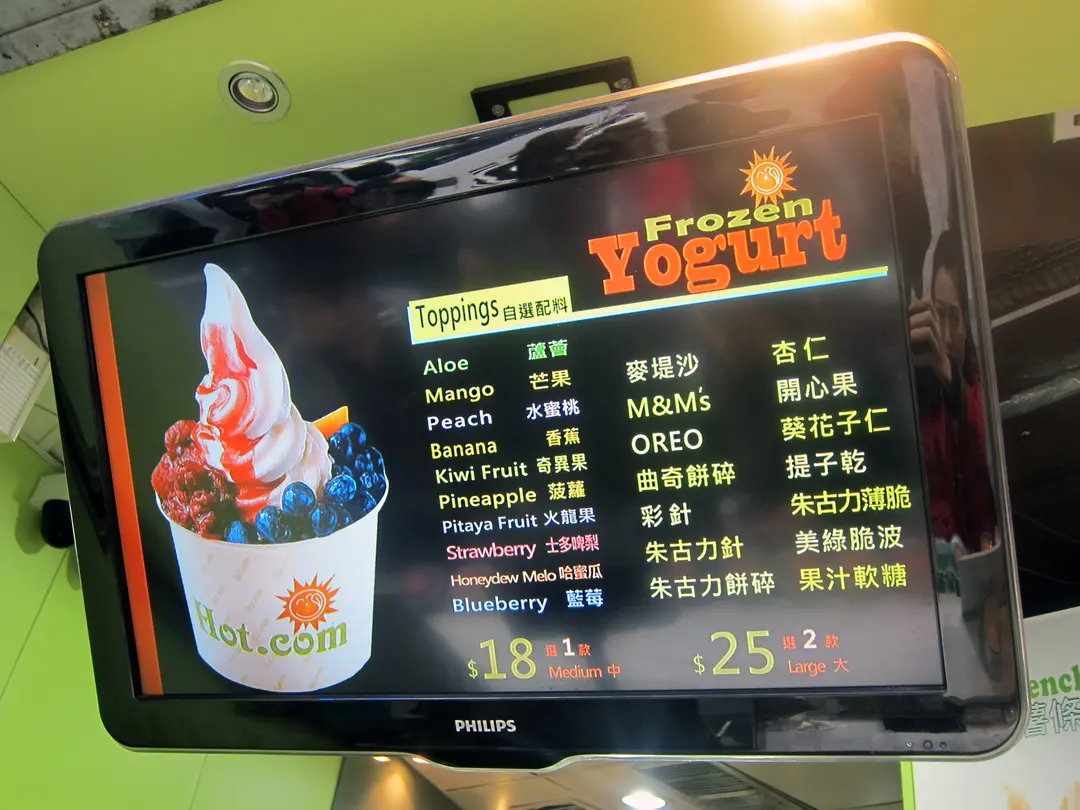 Frozen
Yogurt
Toppings 自選配料
Aloe 蘆薈
Mango 芒果
Peach 水蜜桃
Banana 香蕉
Kiwi Fruit 奇異果
Pineapple 菠蘿
Pitaya Fruit 火龍果
Strawberry 士多啤梨
Honeydew Melo 哈蜜瓜
Blueberry 藍莓
麥堤沙
M&M's
OREO
曲奇餅碎
彩針
朱古力針
朱古力餅碎
杏仁
開心果
葵花子仁
提子乾
朱古力薄脆
美綠脆波
果汁軟糖
$18 選1款
Medium 中
$25 選2款
Large 大
Hot.com
PHILIPS
薯條